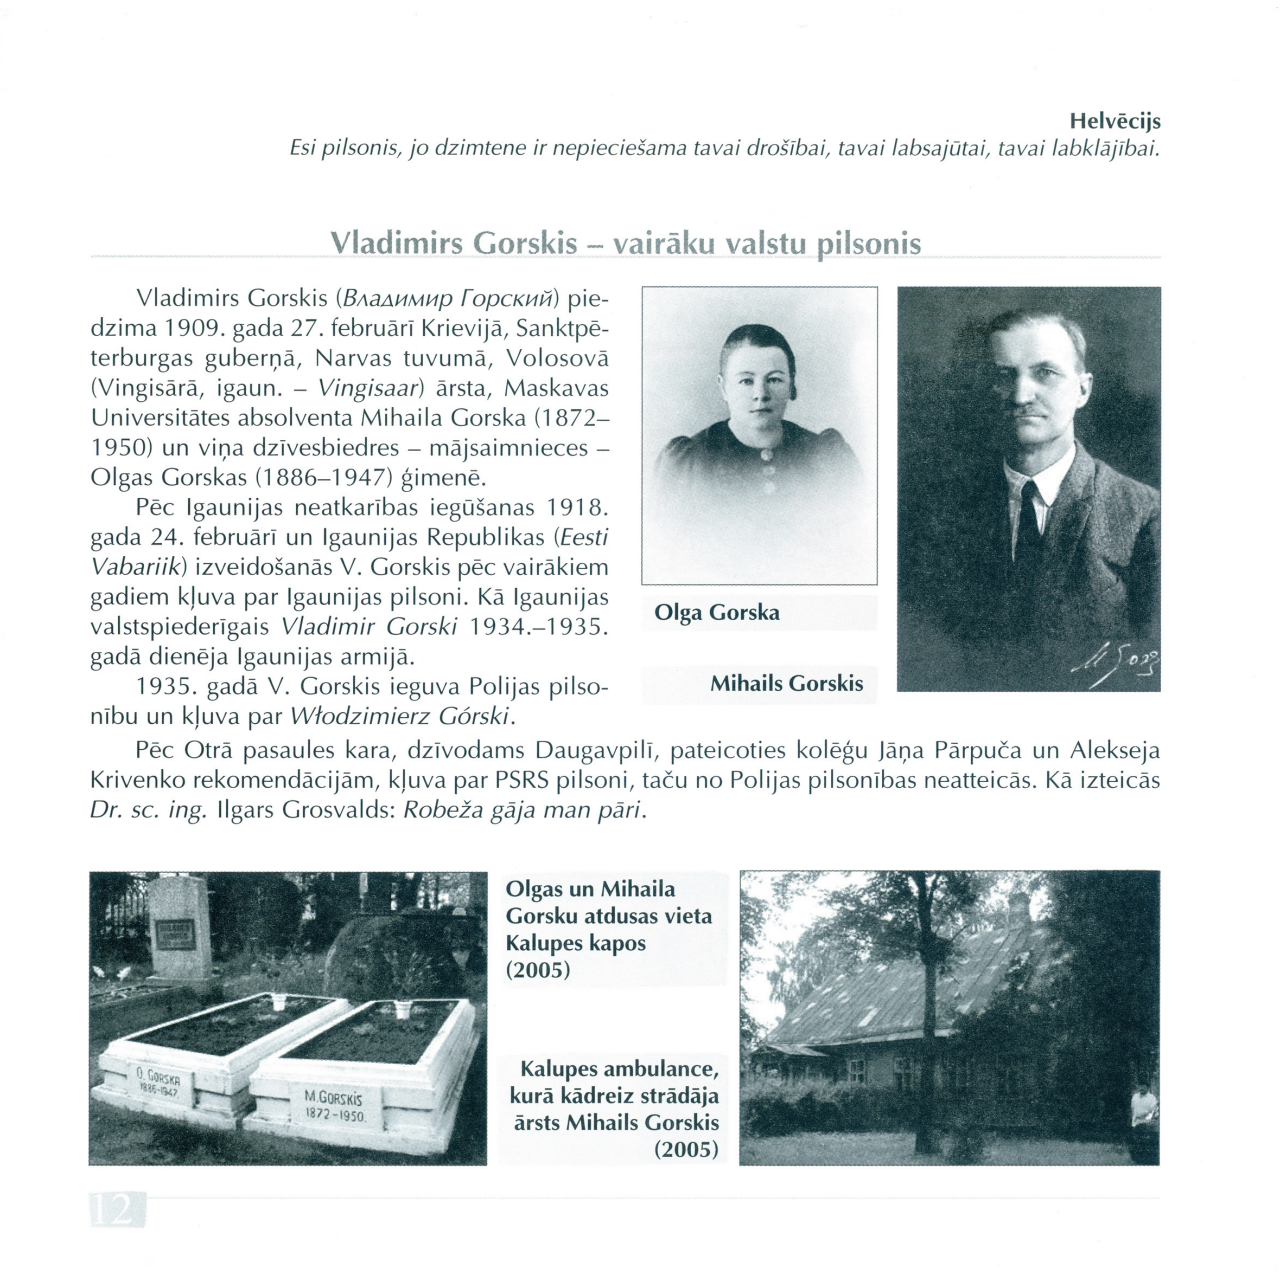 Helvēcijs
Esi pilsonis, jo dzimtene ir nepieciešama tavai drošībai, tavai labsajūtai, tavai labklājībai.
Vladimirs Gorskis – vairāku valstu pilsonis
Vladimirs Gorskis (Владимир Горский) pie-
dzima 1909. gada 27. februārī Krievijā, Sanktpē-
terburgas guberņā, Narvas tuvumā, Volosovā
(Vingisārā, igaun. – Vingisaar) ārsta, Maskavas
Universitātes absolventa Mihaila Gorska (1872–
1950) un viņa dzīvesbiedres – mājsaimnieces –
Olgas Gorskas (1886–1947) ģimenē.
Pēc Igaunijas neatkarības iegūšanas 1918.
gada 24. februārī un Igaunijas Republikas (Eesti
Vabariik) izveidošanās V. Gorskis pēc vairākiem
gadiem kļuva par Igaunijas pilsoni. Kā Igaunijas
valstspiederīgais Vladimir Gorski 1934.–1935.
gadā dienēja Igaunijas armijā.
1935. gadā V. Gorskis ieguva Polijas pilso-
nību un kļuva par Włodzimierz Górski.
Olga Gorska
Mihails Gorskis
Pēc Otrā pasaules kara, dzīvodams Daugavpilī, pateicoties kolēģu Jāņa Pārpuča un Alekseja
Krivenko rekomendācijām, kļuva par PSRS pilsoni, taču no Polijas pilsonības neatteicās. Kā izteicās
Dr. sc. ing. Ilgars Grosvalds: Robeža gāja man pāri.
O. GORSKA
1886-1947.
M. GORSKIS
1872-1950.
Olgas un Mihaila
Gorsku atdusas vieta
Kalupes kapos
(2005)
Kalupes ambulance,
kurā kādreiz strādāja
ārsts Mihails Gorskis
(2005)
12